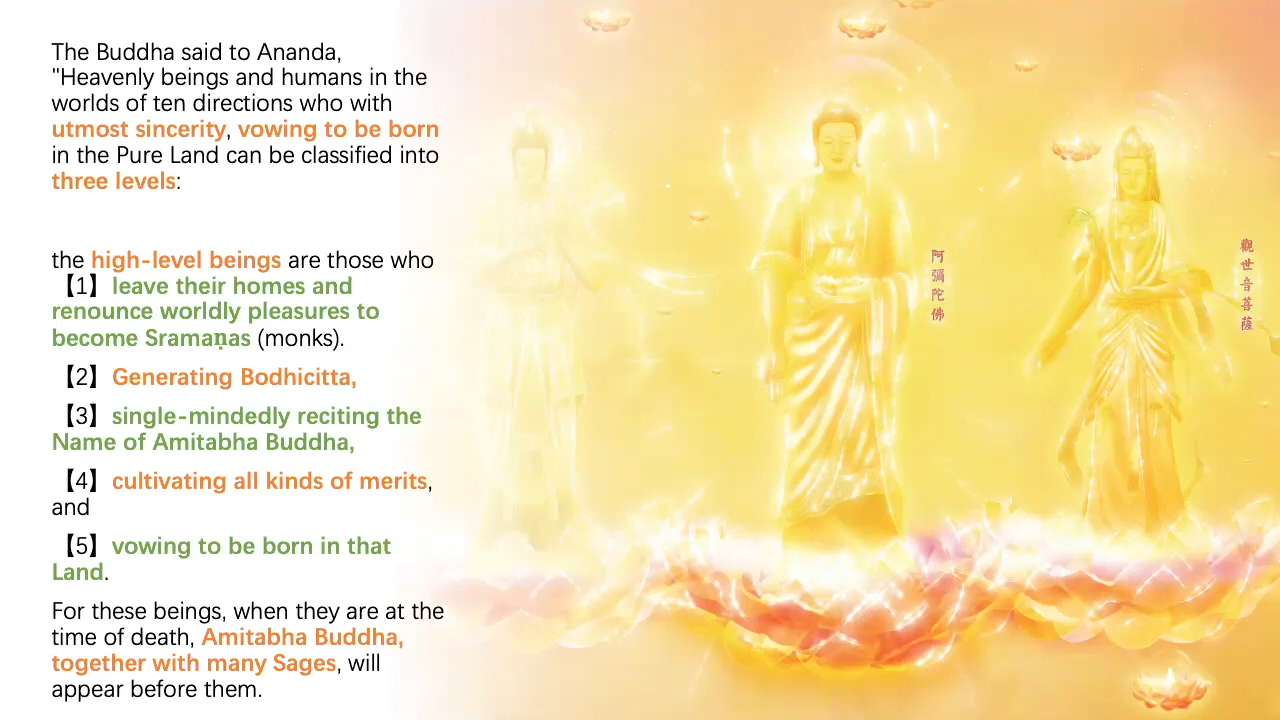 The Buddha said to Ananda,
"Heavenly beings and humans in the
worlds of ten directions who with
utmost sincerity, vowing to be born
in the Pure Land can be classified into
three levels:
the high-level beings are those who
【1】leave their homes and
renounce worldly pleasures to
become Sramaṇas (monks).
【2】Generating Bodhicitta,
【3】single-mindedly reciting the
Name of Amitabha Buddha,
【4】cultivating all kinds of merits,
and
【5】vowing to be born in that
Land.
For these beings, when they are at the
time of death, Amitabha Buddha,
together with many Sages, will
appear before them.
阿彌陀佛
觀世音菩薩